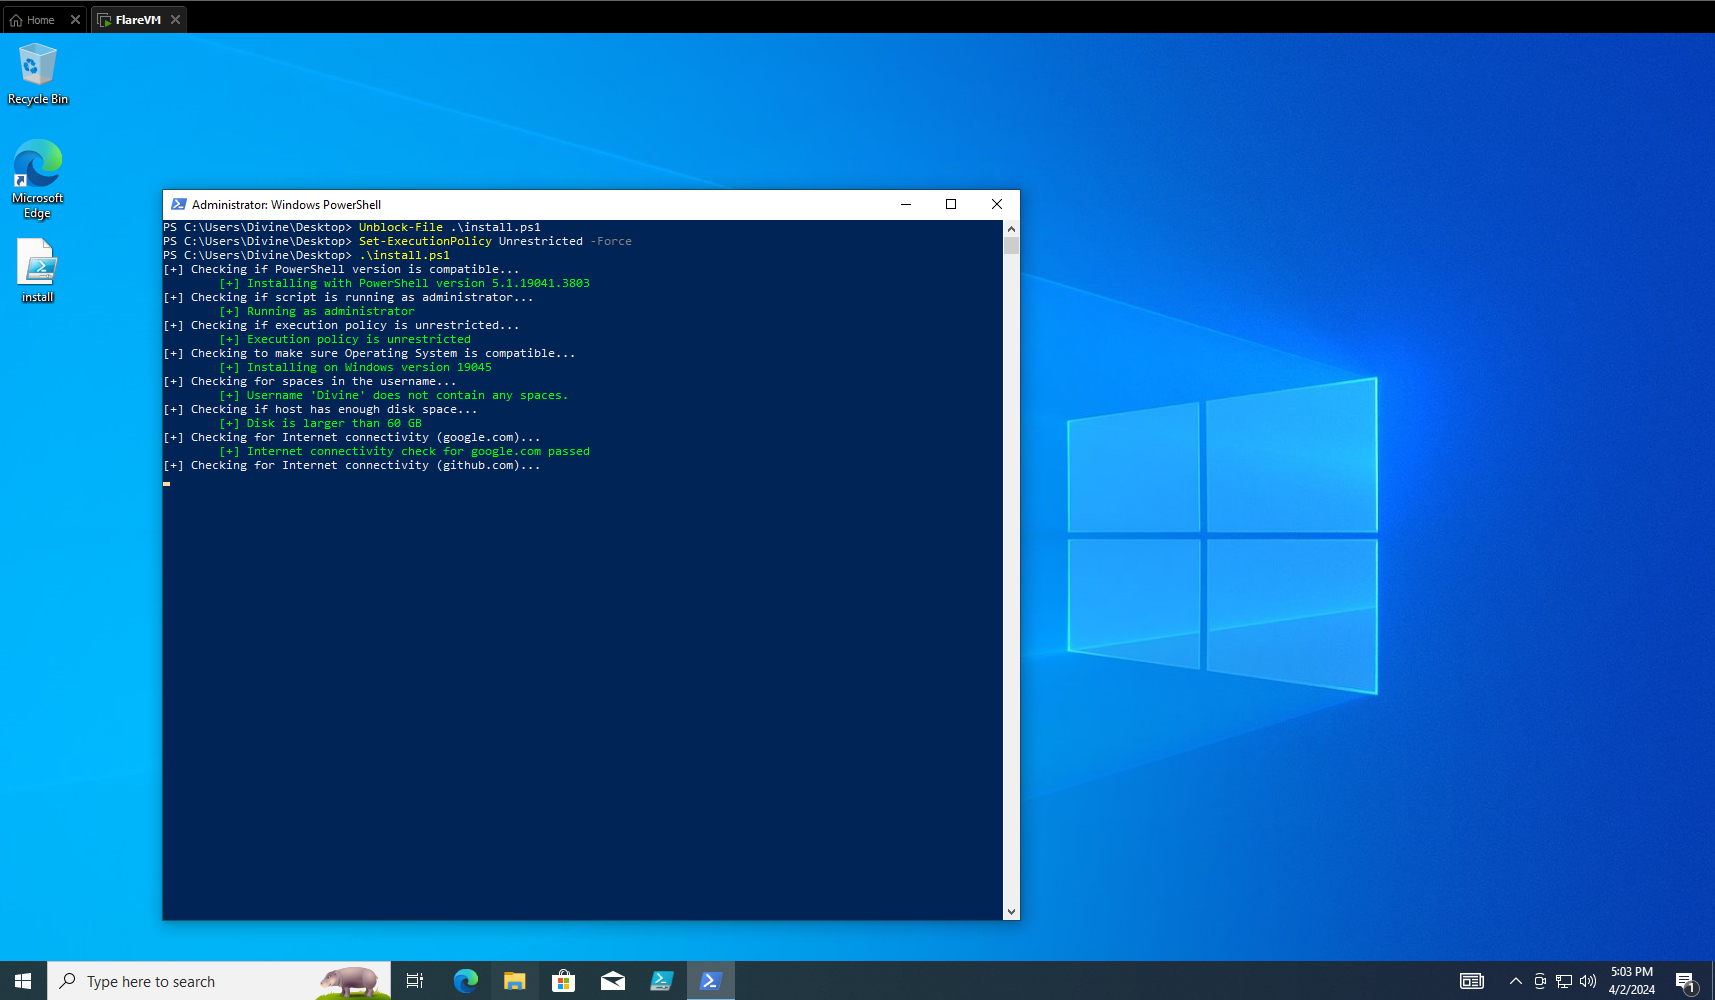 Home
FlareVM
Recycle Bin
Microsoft
Edge
install
Administrator: Windows PowerShell
PS C:\Users\Divine\Desktop> Unblock-File .\install.ps1
PS C:\Users\Divine\Desktop> Set-ExecutionPolicy Unrestricted -Force
PS C:\Users\Divine\Desktop> .\install.ps1
[+] Checking if PowerShell version is compatible...
[+] Installing with PowerShell version 5.1.19041.3803
[+] Checking if script is running as administrator...
[+] Running as administrator
[+] Checking if execution policy is unrestricted...
[+] Execution policy is unrestricted
[+] Checking to make sure Operating System is compatible...
[+] Installing on Windows version 19045
[+] Checking for spaces in the username...
[+] Username 'Divine' does not contain any spaces.
[+] Checking if host has enough disk space...
[+] Disk is larger than 60 GB
[+] Checking for Internet connectivity (google.com)...
[+] Internet connectivity check for google.com passed
[+] Checking for Internet connectivity (github.com)...
Type here to search
5:03 PM
4/2/2024
1